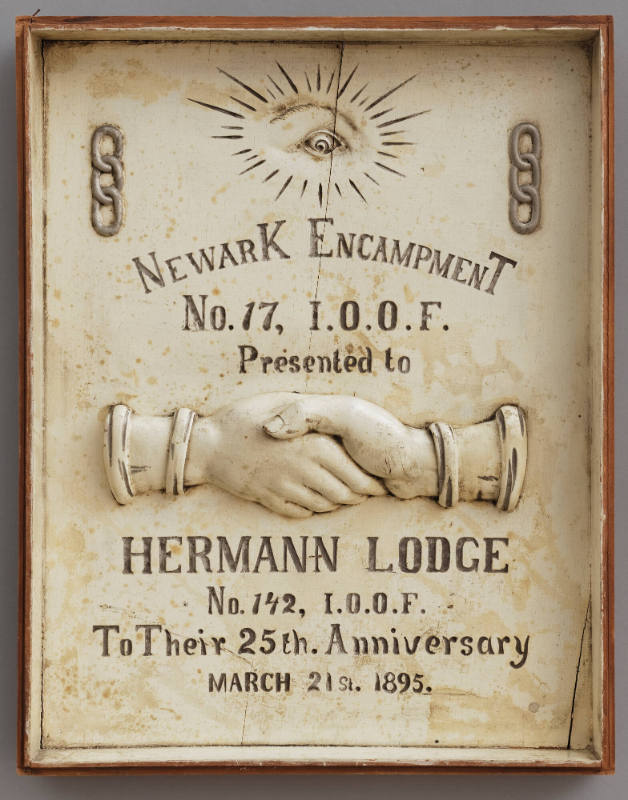 NEWARK ENCAMPMENT
No. 17, I.O.O.F.
Presented to
HERMANN LODGE
No. 142, I.O.O.F.
To Their 25th. Anniversary
MARCH 21st. 1895.